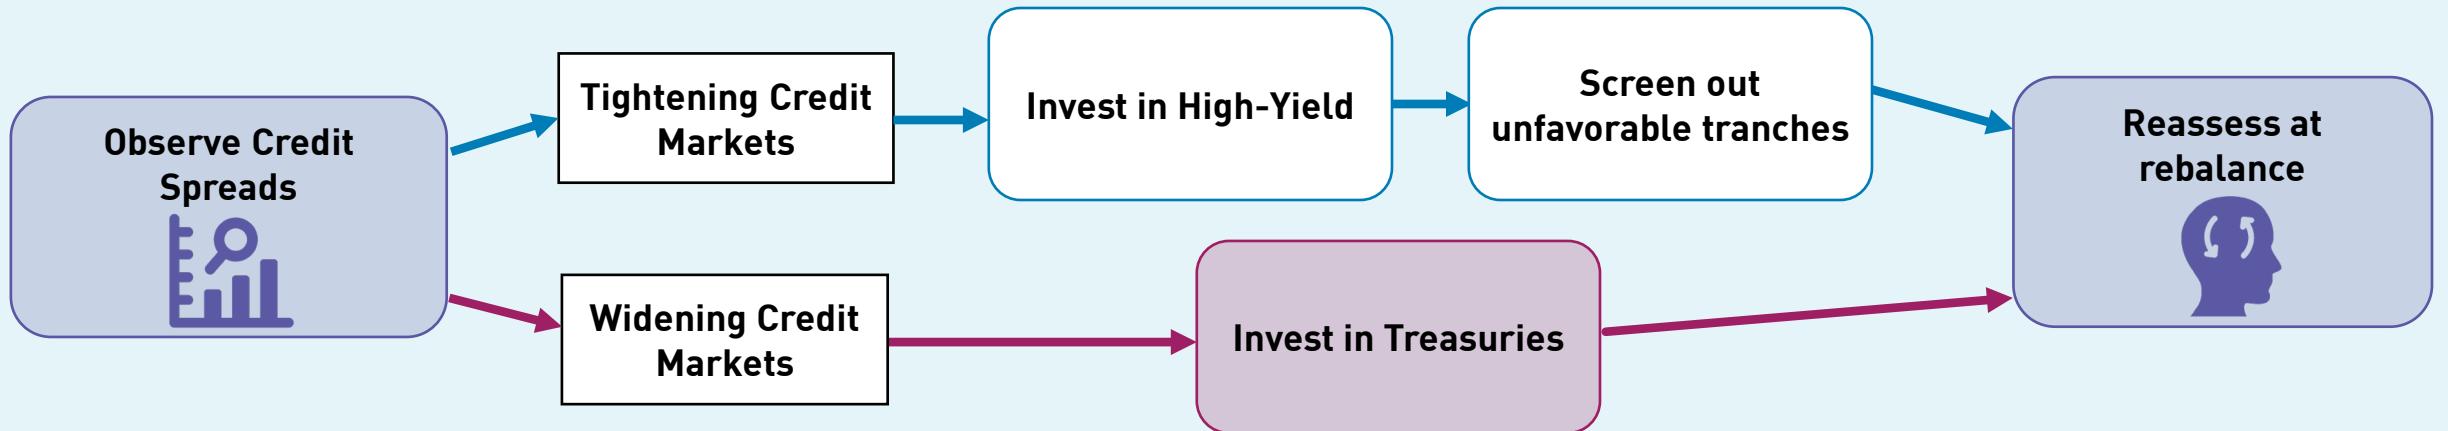 Observe Credit
Spreads
Tightening Credit
Markets
Invest in High-Yield
Screen out
unfavorable tranches
Widening Credit
Markets
Invest in Treasuries
Reassess at
rebalance